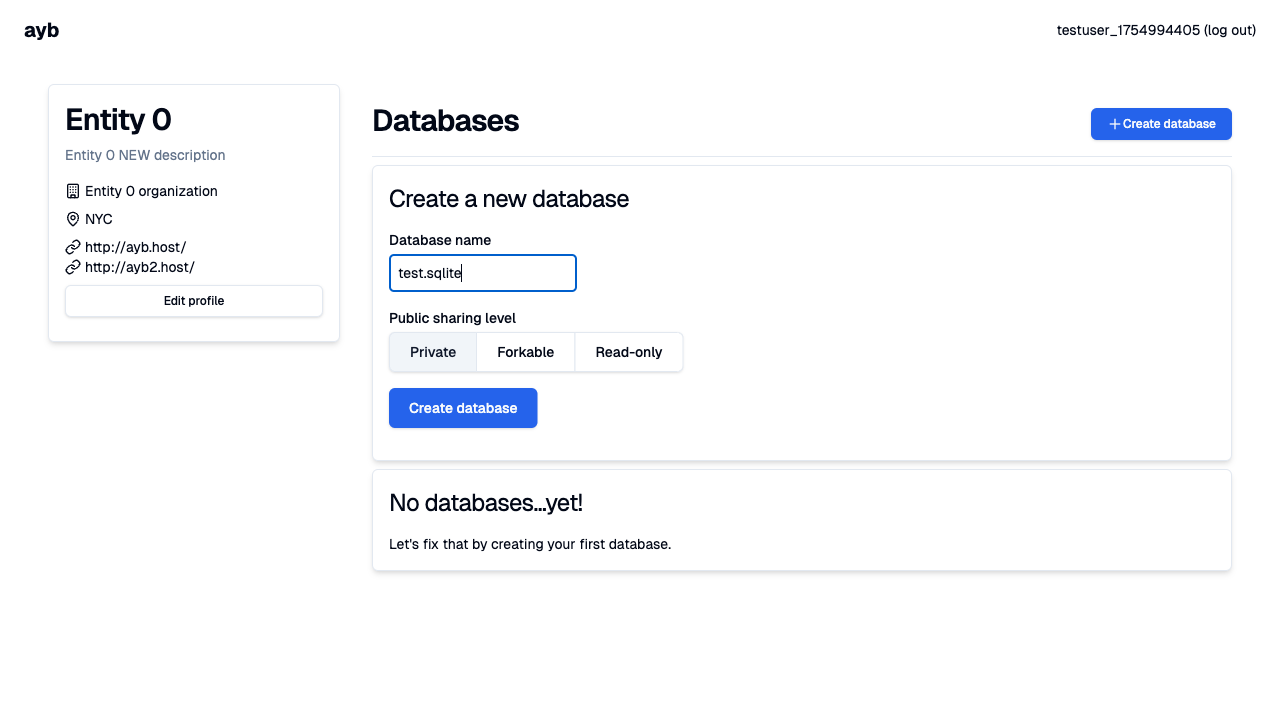 ayb
testuser_1754994405 (log out)
Entity 0
Entity 0 NEW description
Entity 0 organization
NYC
http://ayb.host/
http://ayb2.host/
Edit profile
Databases
Create database
Create a new database
Database name
test.sqlite
Public sharing level
Private
Forkable
Read-only
Create database
No databases...yet!
Let's fix that by creating your first database.